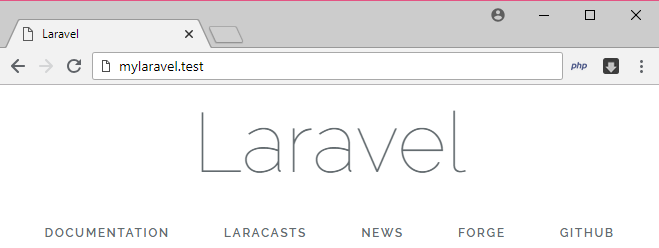 Laravel
mylaravel.test php
Laravel
DOCUMENTATION LARACASTS NEWS FORGE GITHUB